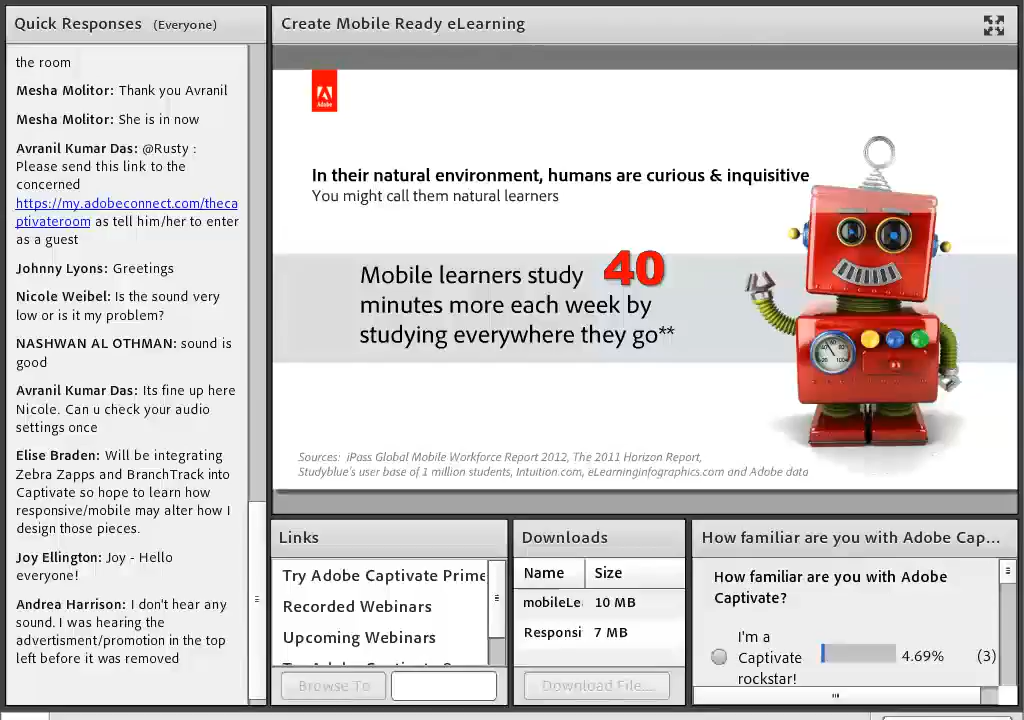 Quick Responses (Everyone)
the room
Mesha Molitor: Thank you Avranil
Mesha Molitor: She is in now
Avranil Kumar Das: @Rusty :
Please send this link to the
concerned
https://my.adobeconnect.com/theca
ptivateroom as tell him/her to enter
as a guest
Johnny Lyons: Greetings
Nicole Weibel: Is the sound very
low or is it my problem?
NASHWAN AL OTHMAN: sound is
good
Avranil Kumar Das: Its fine up here
Nicole. Can u check your audio
settings once
Elise Braden: Will be integrating
Zebra Zapps and BranchTrack into
Captivate so hope to learn how
responsive/mobile may alter how I
design those pieces.
Joy Ellington: Joy - Hello
everyone!
Andrea Harrison: I don't hear any
sound. I was hearing the
advertisment/promotion in the top
left before it was removed
Create Mobile Ready eLearning
Adobe
In their natural environment, humans are curious & inquisitive
You might call them natural learners
Mobile learners study 40
minutes more each week by
studying everywhere they go**
Sources: iPass Global Mobile Workforce Report 2012, The 2011 Horizon Report,
Studyblue's user base of 1 million students, Intuition.com, eLearninginfographics.com and Adobe data
Links
Try Adobe Captivate Prime
Recorded Webinars
Upcoming Webinars
Browse To
Downloads
Name Size
mobileLe 10 MB
Responsi 7 MB
Download File...
How familiar are you with Adobe Cap...
How familiar are you with Adobe
Captivate?
I'm a
Captivate
rockstar!
4.69% (3)